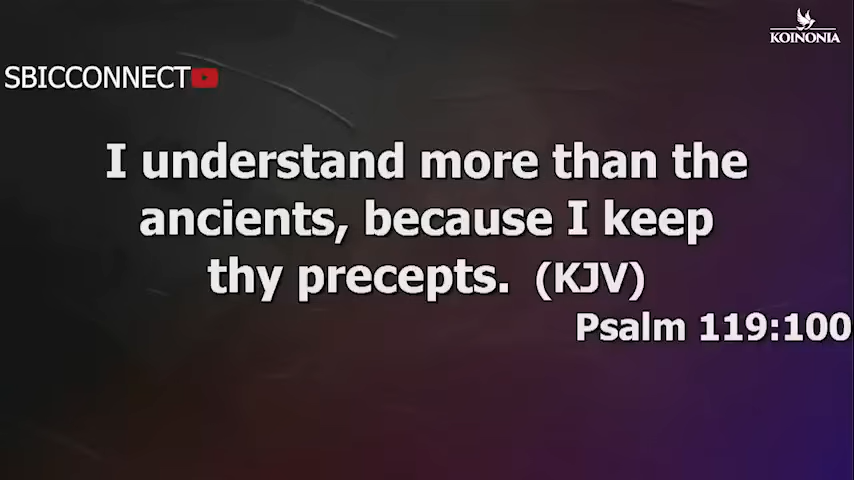 KOINONIA
SBICCONNECT
I understand more than the
ancients, because I keep
thy precepts. (KJV)
Psalm 119:100